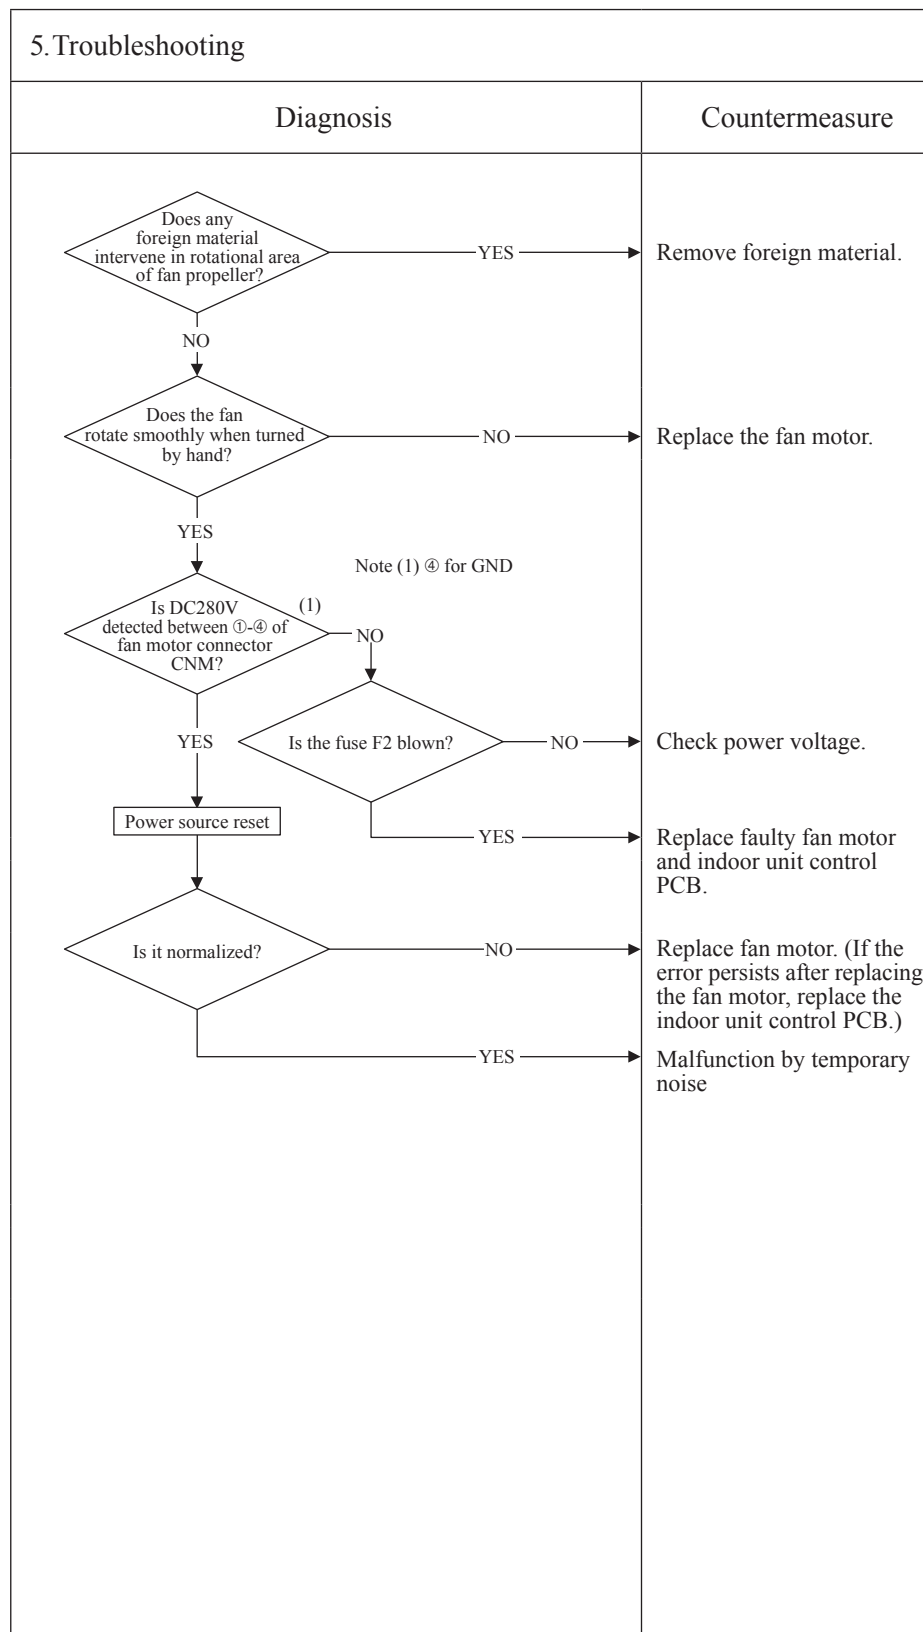 5.Troubleshooting
Diagnosis
Countermeasure
Does any
foreign material
intervene in rotational area
of fan propeller?
YES
Remove foreign material.
NO
Does the fan
rotate smoothly when turned
by hand?
NO
Replace the fan motor.
YES
Note (1) ④ for GND
Is DC280V
detected between ①-④ of
fan motor connector
CNM?
(1)
NO
YES
Is the fuse F2 blown?
NO
Check power voltage.
Power source reset
YES
Replace faulty fan motor
and indoor unit control
PCB.
Is it normalized?
NO
Replace fan motor. (If the
error persists after replacing
the fan motor, replace the
indoor unit control PCB.)
YES
Malfunction by temporary
noise